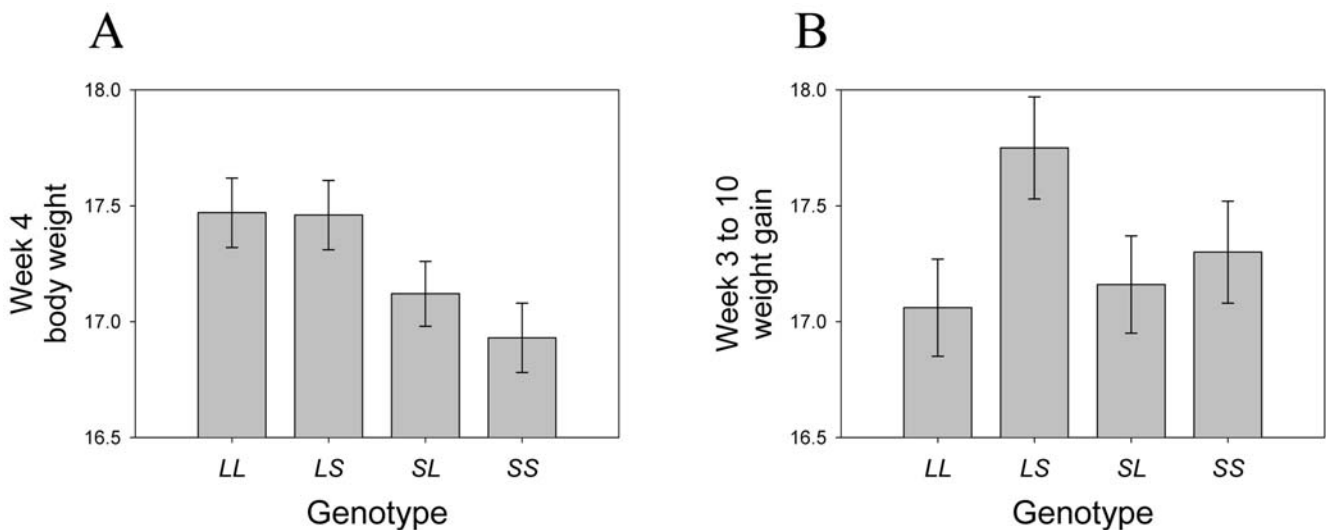 A
18.0
17.5
17.0
16.5
Week 4
body weight
LL LS SL SS
Genotype
B
18.0
17.5
17.0
16.5
Week 3 to 10
weight gain
LL LS SL SS
Genotype